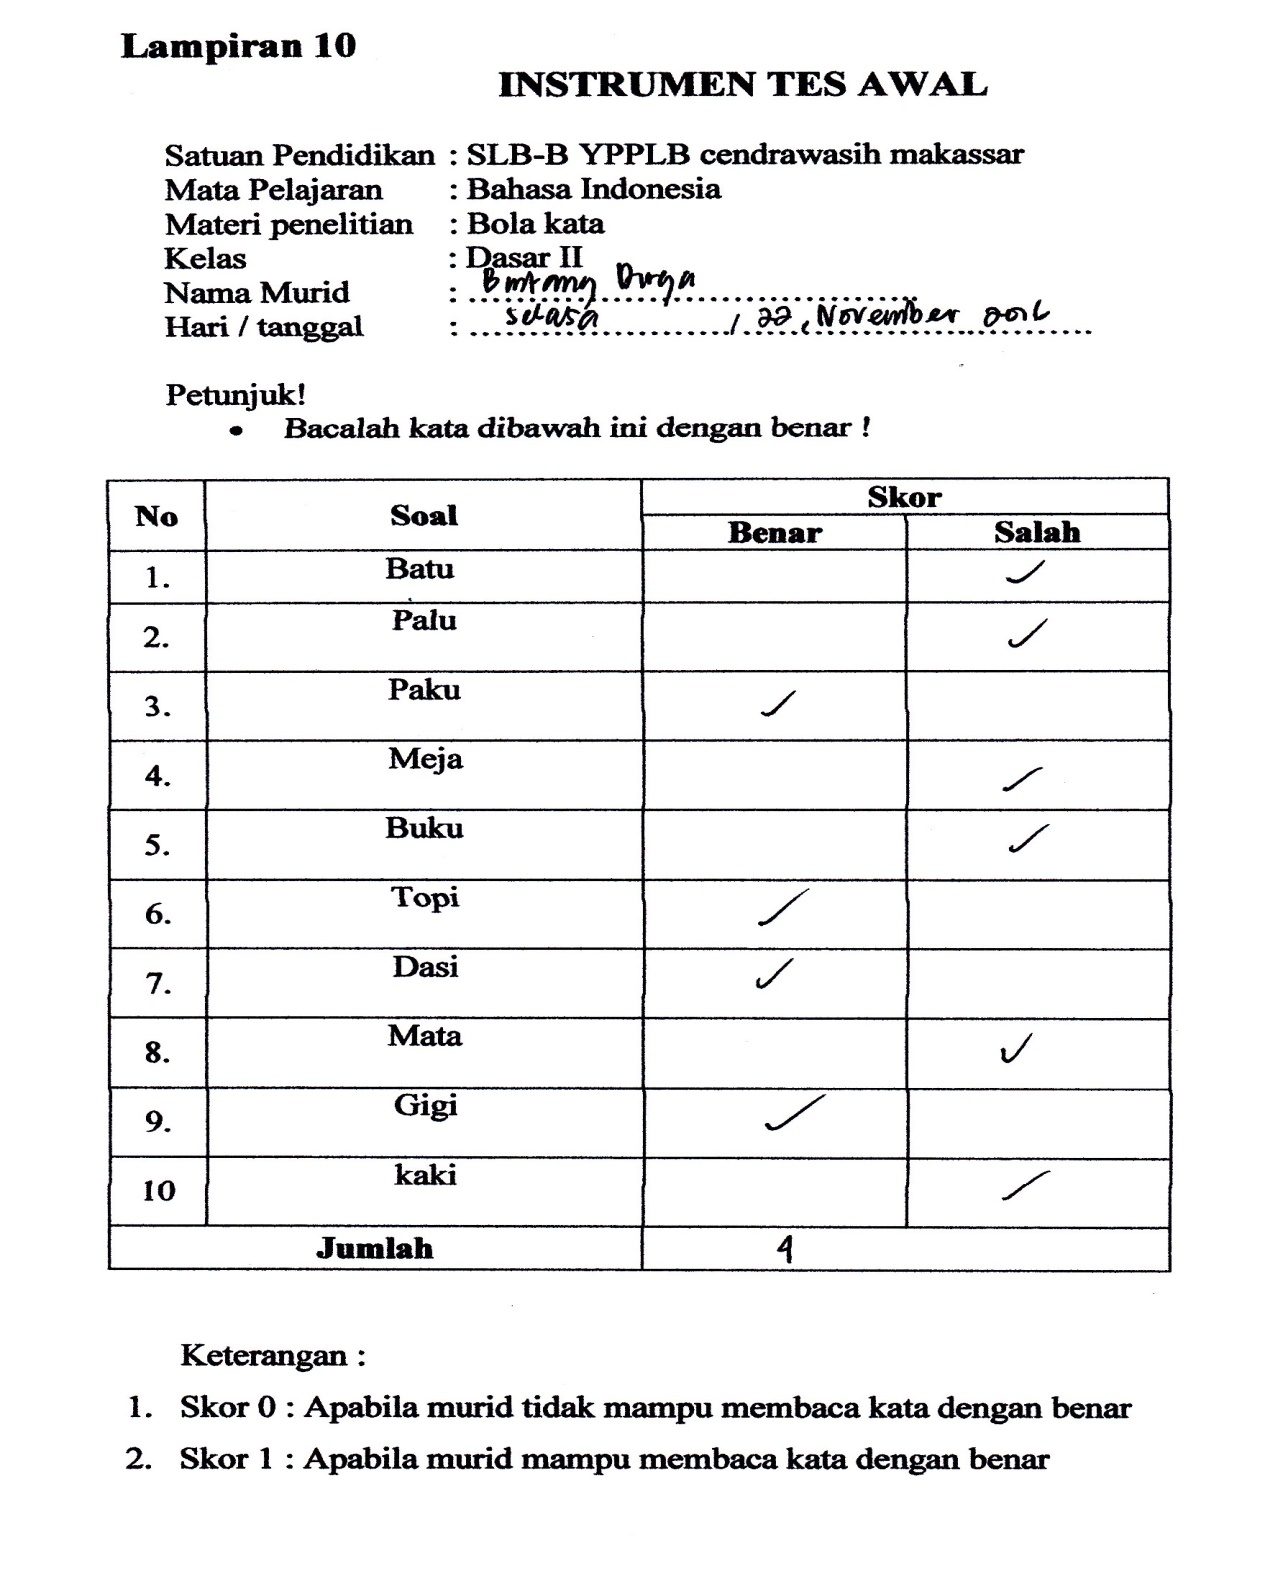 Lampiran 10
INSTRUMEN TES AWAL
Satuan Pendidikan : SLB-B YPPLB cendrawasih makassar
Mata Pelajaran : Bahasa Indonesia
Materi penelitian : Bola kata
Kelas : Dasar II
Nama Murid : Bintang
Hari / tanggal : selasa / 22, November
Petunjuk!
• Bacalah kata dibawah ini dengan benar !
No Soal Skor
Benar Salah
1. Batu ✓
2. Palu ✓
3. Paku ✓
4. Meja ✓
5. Buku ✓
6. Topi ✓
7. Dasi ✓
8. Mata ✓
9. Gigi ✓
10 kaki ✓
Jumlah 4
Keterangan :
1. Skor 0 : Apabila murid tidak mampu membaca kata dengan benar
2. Skor 1 : Apabila murid mampu membaca kata dengan benar